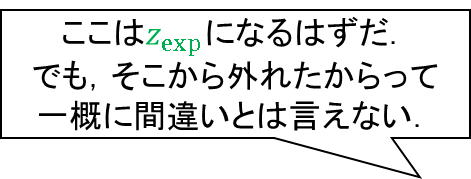 ここはz_expになるはずだ.
でも, そこから外れたからって
一概に間違いとは言えない.